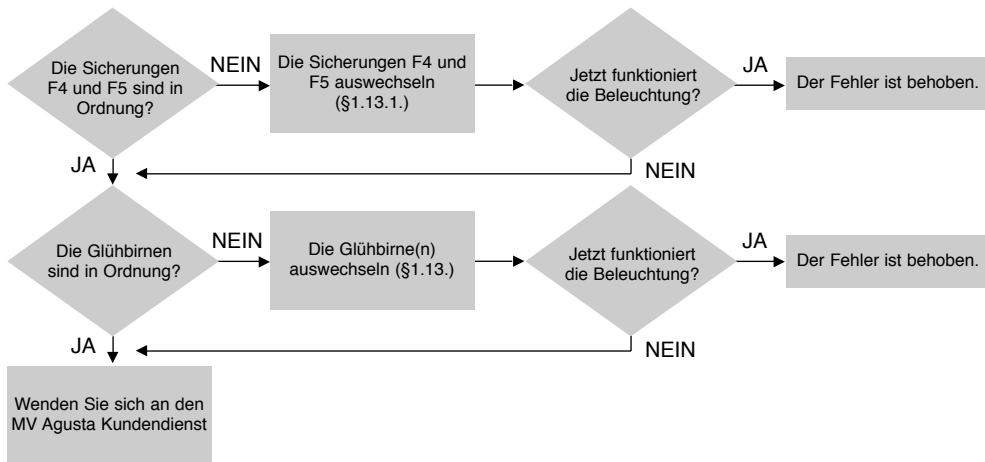 Die Sicherungen
F4 und F5 sind in
Ordnung?
NEIN
Die Sicherungen F4 und
F5 auswechseln
(§1.13.1.)
Jetzt funktioniert
die Beleuchtung?
JA
Der Fehler ist behoben.
JA
NEIN
Die Glühbirnen
sind in Ordnung?
NEIN
Die Glühbirne(n)
auswechseln (§1.13.)
Jetzt funktioniert
die Beleuchtung?
JA
Der Fehler ist behoben.
JA
NEIN
Wenden Sie sich an den
MV Agusta Kundendienst